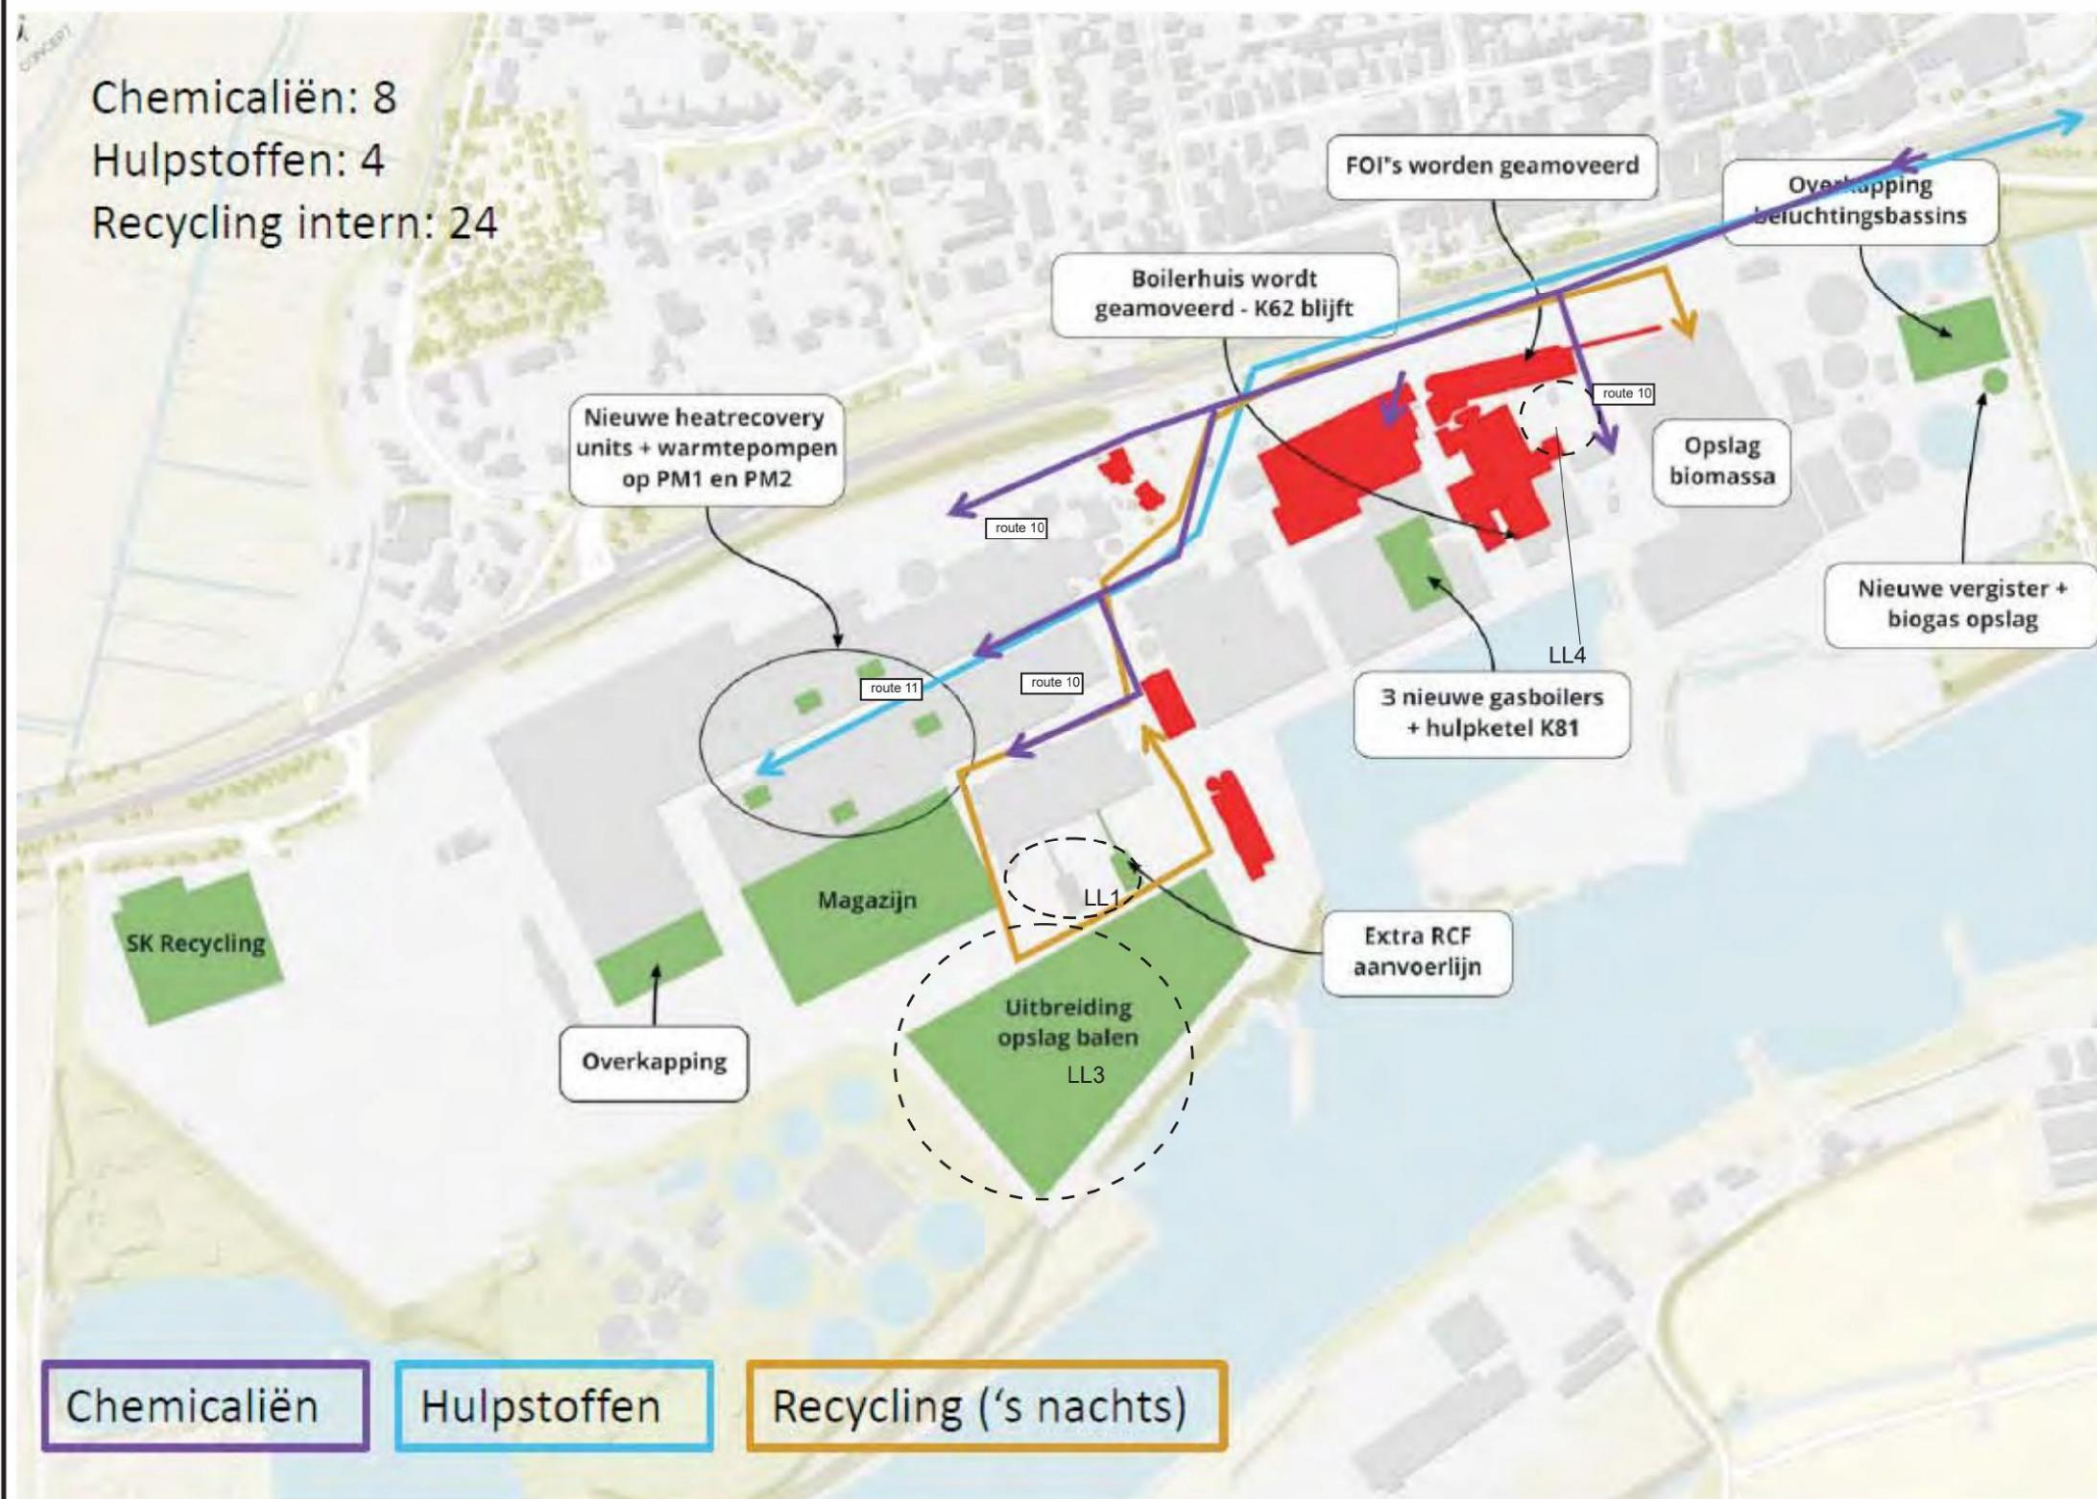 CONCEPT
Chemicaliën: 8
Hulpstoffen: 4
Recycling intern: 24
FOI's worden geamoveerd
Overkapping
beluchtingsbassins
Boilerhuis wordt
geamoveerd - K62 blijft
Nieuwe heatrecovery
units + warmtepompen
op PM1 en PM2
route 10
Opslag
biomassa
route 10
Nieuwe vergister +
biogas opslag
LL4
route 11
route 10
3 nieuwe gasboilers
+ hulpketel K81
Magazijn
LL1
SK Recycling
Extra RCF
aanvoerlijn
Uitbreiding
opslag balen
LL3
Overkapping
Chemicaliën
Hulpstoffen
Recycling (‘s nachts)